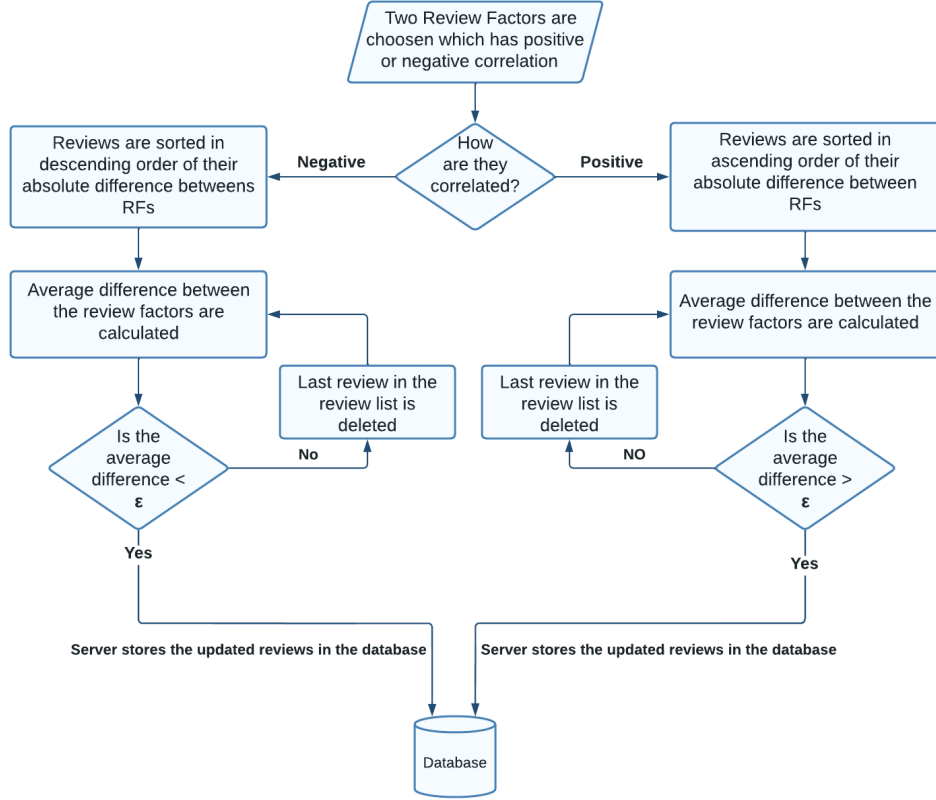 Two Review Factors are
choosen which has positive
or negative correlation
How
are they
correlated?
Negative
Positive
Reviews are sorted in
descending order of their
absolute difference betweens
RFs
Reviews are sorted in
ascending order of their
absolute difference between
RFs
Average difference between
the review factors are
calculated
Average difference between the
review factors are calculated
Last review in the
review list is
deleted
Last review in the
review list is
deleted
Is the
average
difference <
ε
No
NO
Is the
average
difference >
ε
Yes
Yes
Server stores the updated reviews in the database
Server stores the updated reviews in the database
Database